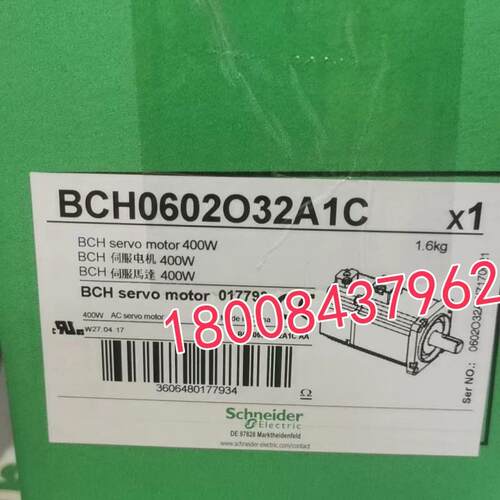 BCH0602O32A1C x1
BCH servo motor 400W 1.6kg
BCH 伺服电机 400W
BCH 伺服馬達 400W
BCH servo motor
18008437962
400W AC servo motor
W27.04.17
3606480177934
Schneider
Electric
DE 97828 Marktheidenfeld
www.schneider-electric.com/contact
Ser NO.: